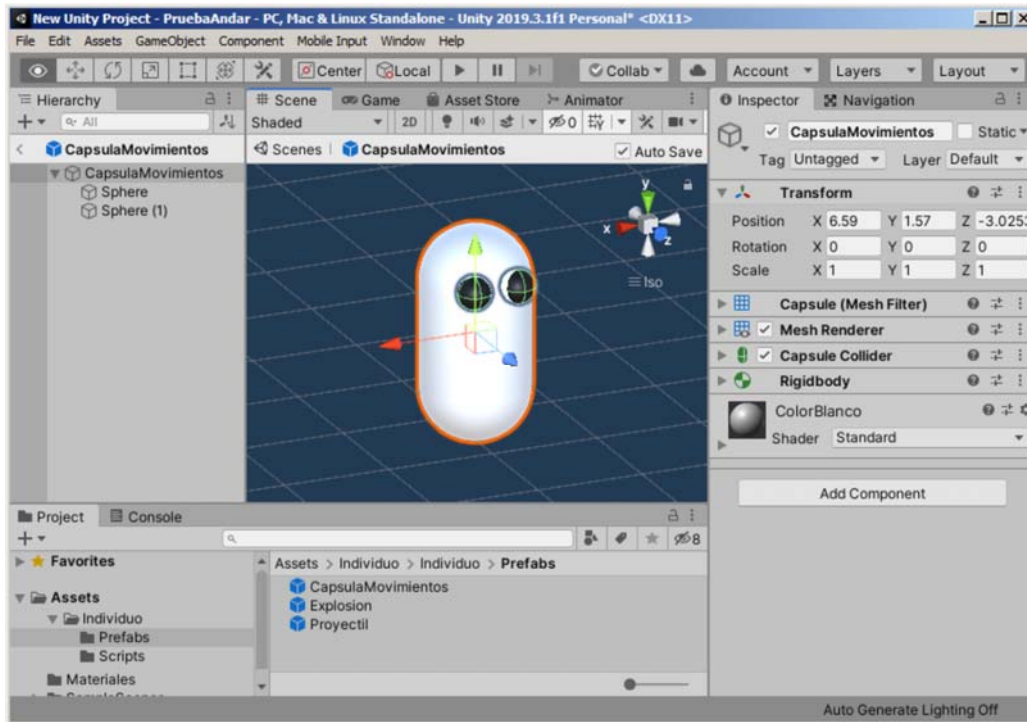 New Unity Project - PruebaAndar - PC, Mac & Linux Standalone - Unity 2019.3.1f1 Personal* <DX11>
File Edit Assets GameObject Component Mobile Input Window Help
Center Local Collab Account Layers Layout
Hierarchy
All
CapsulaMovimientos
CapsulaMovimientos
Sphere
Sphere (1)
Scene Game Asset Store Animator
Shaded 2D 0
Scenes CapsulaMovimientos Auto Save
y
x
z
Iso
Inspector Navigation
CapsulaMovimientos Static
Tag Untagged Layer Default
Transform
Position X 6.59 Y 1.57 Z -3.0253
Rotation X 0 Y 0 Z 0
Scale X 1 Y 1 Z 1
Capsule (Mesh Filter)
Mesh Renderer
Capsule Collider
Rigidbody
ColorBlanco
Shader Standard
Add Component
Project Console
8
Favorites
Assets
Individuo
Prefabs
Scripts
Materiales
Assets > Individuo > Individuo > Prefabs
CapsulaMovimientos
Explosion
Proyectil
Auto Generate Lighting Off